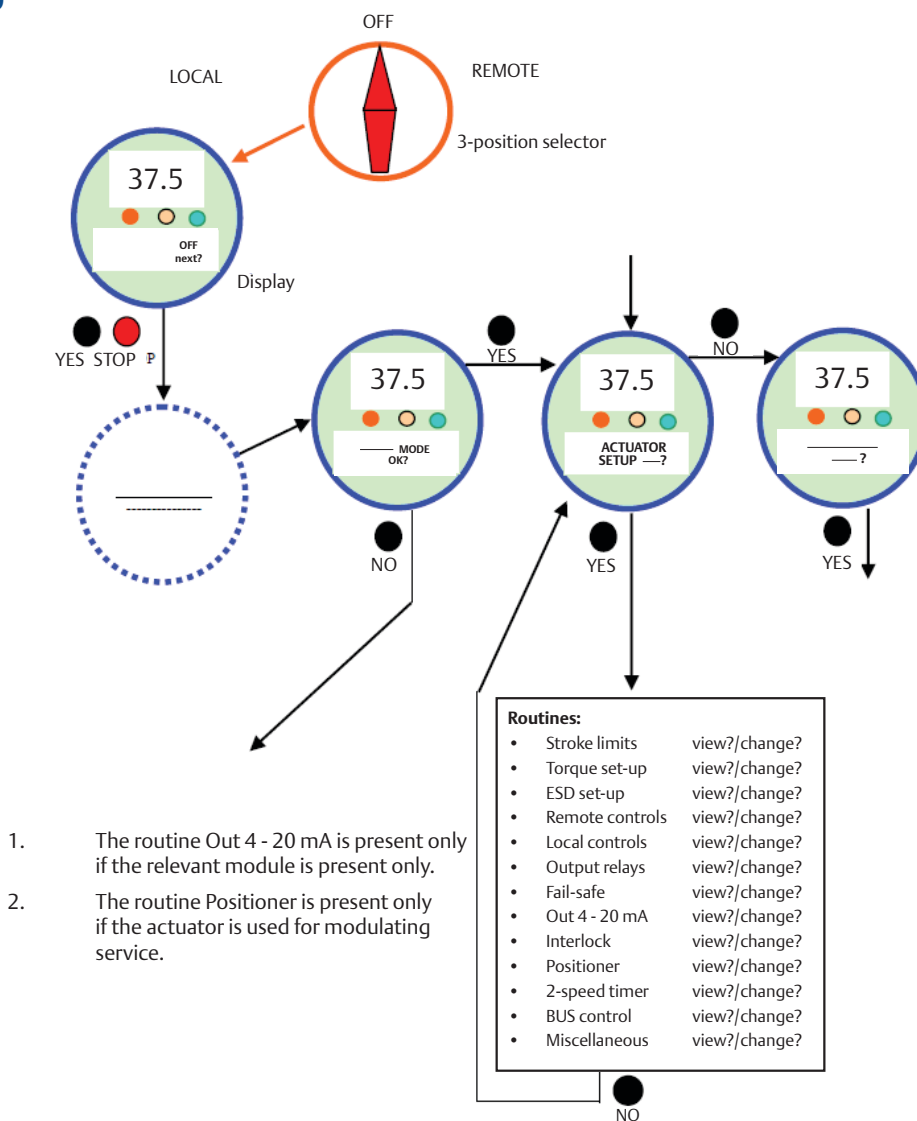 OFF
LOCAL
REMOTE
3-position selector
37.5
OFF
next?
Display
YES STOP P
37.5
MODE
OK?
NO
YES
37.5
ACTUATOR
SETUP ?
YES
NO
37.5
?
YES
Routines:
• Stroke limits view?/change?
• Torque set-up view?/change?
• ESD set-up view?/change?
• Remote controls view?/change?
• Local controls view?/change?
• Output relays view?/change?
• Fail-safe view?/change?
• Out 4 - 20 mA view?/change?
• Interlock view?/change?
• Positioner view?/change?
• 2-speed timer view?/change?
• BUS control view?/change?
• Miscellaneous view?/change?
NO
1. The routine Out 4 - 20 mA is present only
if the relevant module is present only.
2. The routine Positioner is present only
if the actuator is used for modulating
service.